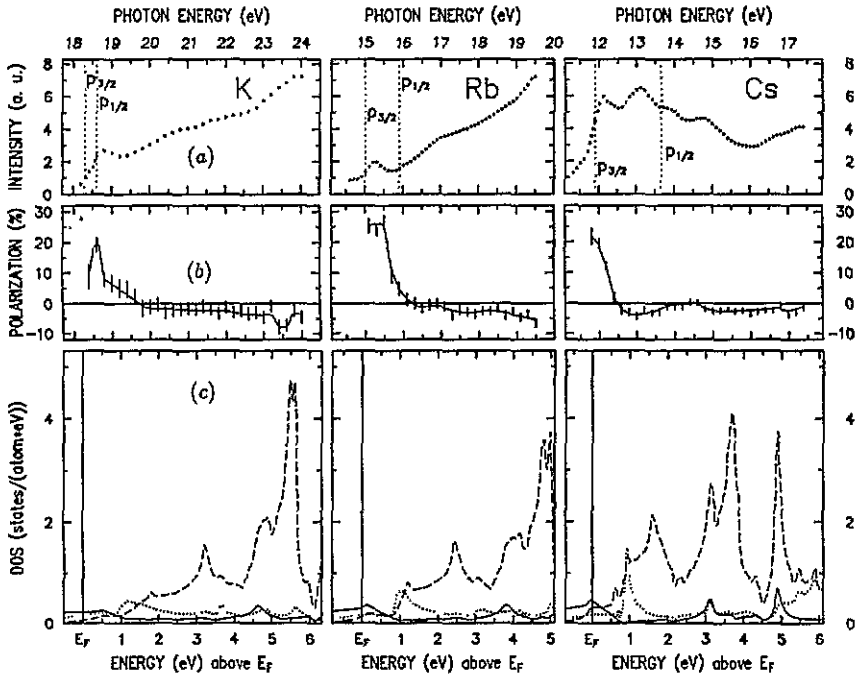 PHOTON ENERGY (eV) PHOTON ENERGY (eV) PHOTON ENERGY (eV)
18 19 20 21 22 23 24 15 16 17 18 19 20 12 13 14 15 16 17
INTENSITY (a. u.)
8 6 4 2 0
P3/2
P1/2
K
(a)
P3/2
P1/2
Rb
P3/2
P1/2
Cs
8 6 4 2 0
POLARIZATION (%)
30 20 10 0 −10
(b)
30 20 10 0 −10
DOS (states/(atom*eV)
4 2 0
(c)
4 2 0
EF 1 2 3 4 5 6 EF 1 2 3 4 5 EF 1 2 3 4 5 6
ENERGY (eV) above EF ENERGY (eV) above EF ENERGY (eV) above EF